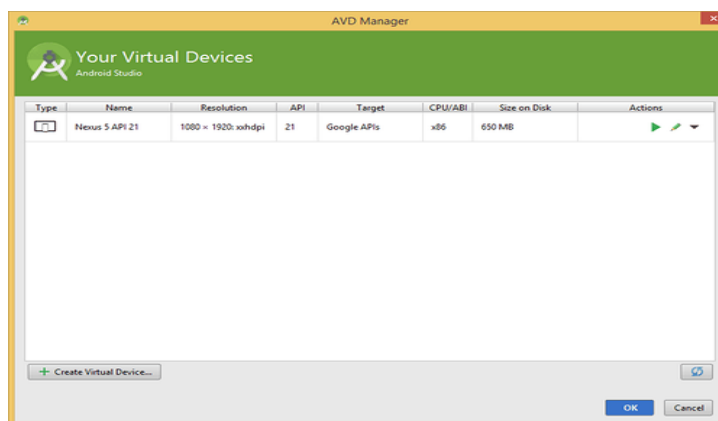 AVD Manager
Your Virtual Devices
Android Studio
Type Name Resolution API Target CPU/ABI Size on Disk Actions
Nexus 5 API 21 1080 × 1920: xxhdpi 21 Google APIs x86 650 MB
Create Virtual Device...
OK Cancel